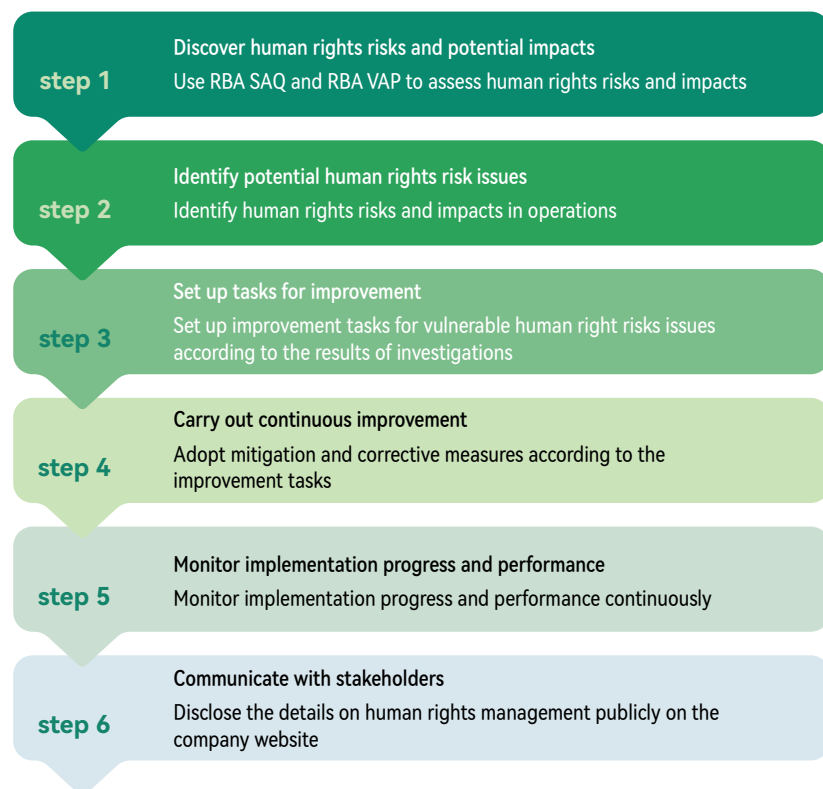 step 1
Discover human rights risks and potential impacts
Use RBA SAQ and RBA VAP to assess human rights risks and impacts
step 2
Identify potential human rights risk issues
Identify human rights risks and impacts in operations
step 3
Set up tasks for improvement
Set up improvement tasks for vulnerable human right risks issues
according to the results of investigations
step 4
Carry out continuous improvement
Adopt mitigation and corrective measures according to the
improvement tasks
step 5
Monitor implementation progress and performance
Monitor implementation progress and performance continuously
step 6
Communicate with stakeholders
Disclose the details on human rights management publicly on the
company website